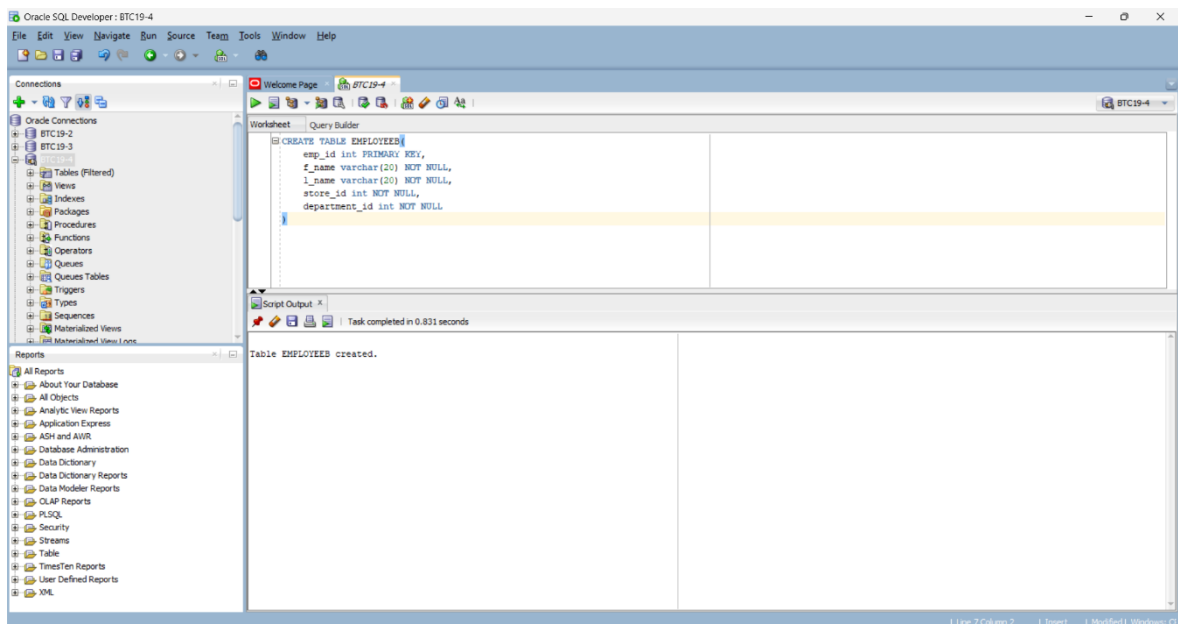 Oracle SQL Developer : BTC19-4
File Edit View Navigate Run Source Team Tools Window Help
Connections
Oracle Connections
BTC19-2
BTC19-3
BTC19-4
Tables (Filtered)
Views
Indexes
Packages
Procedures
Functions
Operators
Queues
Queues Tables
Triggers
Types
Sequences
Materialized Views
Materialized View Logs
Reports
All Reports
About Your Database
All Objects
Analytic View Reports
Application Express
ASH and AWR
Database Administration
Data Dictionary
Data Dictionary Reports
Data Modeler Reports
OLAP Reports
PLSQL
Security
Streams
Table
TimesTen Reports
User Defined Reports
XML
Welcome Page BTC19-4
BTC19-4
Worksheet Query Builder
CREATE TABLE EMPLOYEEB(
emp_id int PRIMARY KEY,
f_name varchar(20) NOT NULL,
l_name varchar(20) NOT NULL,
store_id int NOT NULL,
department_id int NOT NULL
)
Script Output
Task completed in 0.831 seconds
Table EMPLOYEEB created.
Line 7 Column 2 Insert Modified Windows: C